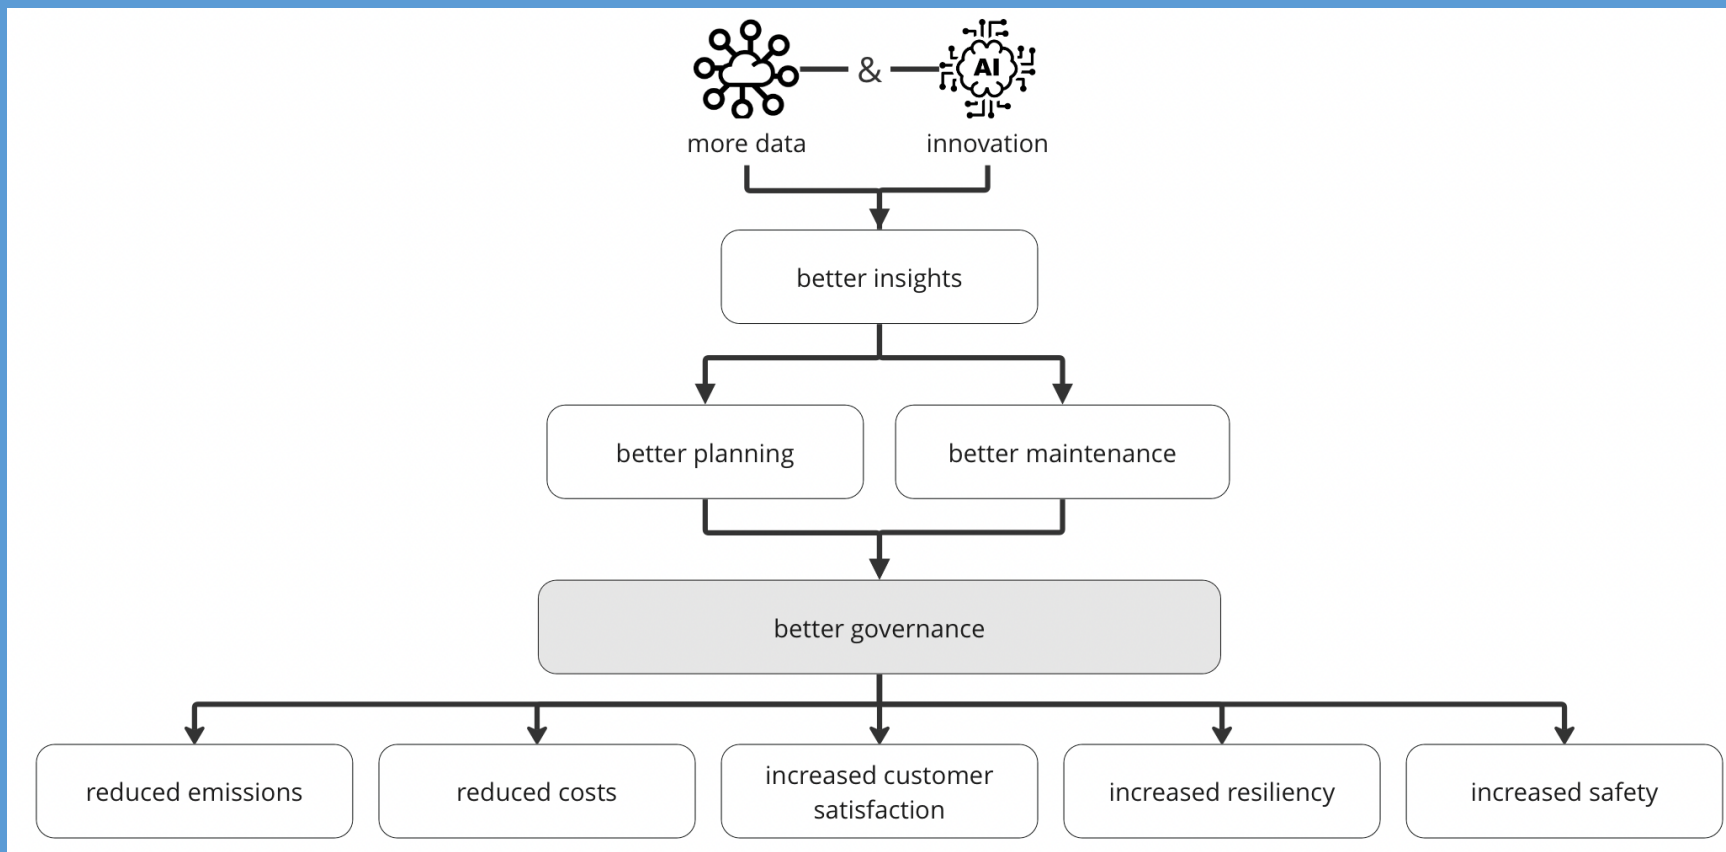 &
AI
more data
innovation
better insights
better planning
better maintenance
better governance
reduced emissions
reduced costs
increased customer
satisfaction
increased resiliency
increased safety